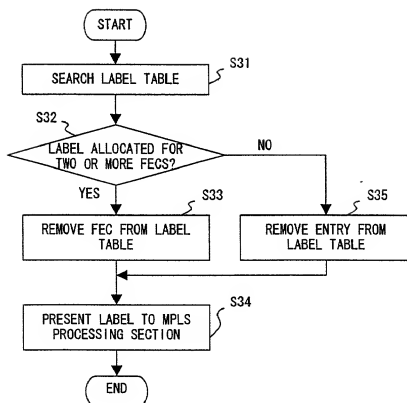 START
S31
SEARCH LABEL TABLE
S32
LABEL ALLOCATED FOR
TWO OR MORE FECS?
NO
YES
S33
S35
REMOVE FEC FROM LABEL
TABLE
REMOVE ENTRY FROM
LABEL TABLE
S34
PRESENT LABEL TO MPLS
PROCESSING SECTION
END